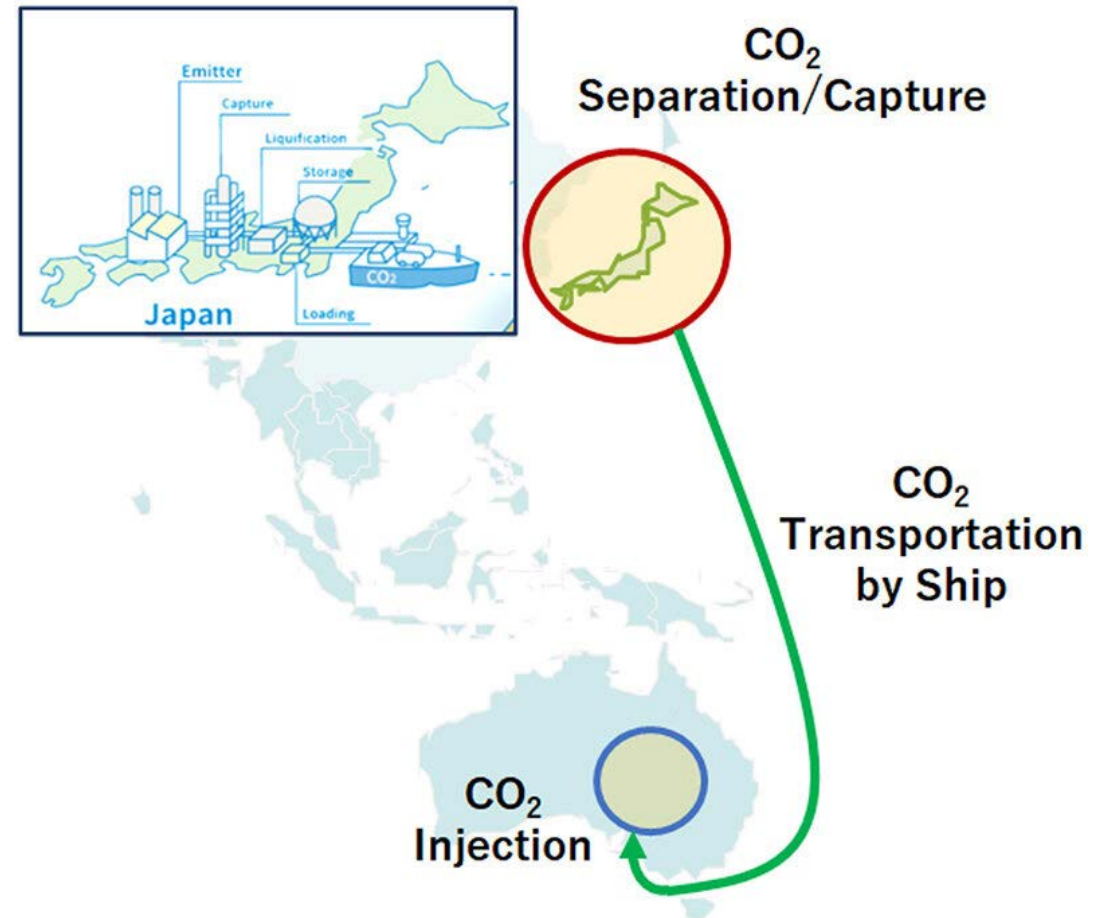 Emitter
Capture
Liquification
Storage
CO₂
Japan
Loading
CO₂
Separation/Capture
CO₂
Transportation
by Ship
CO₂
Injection